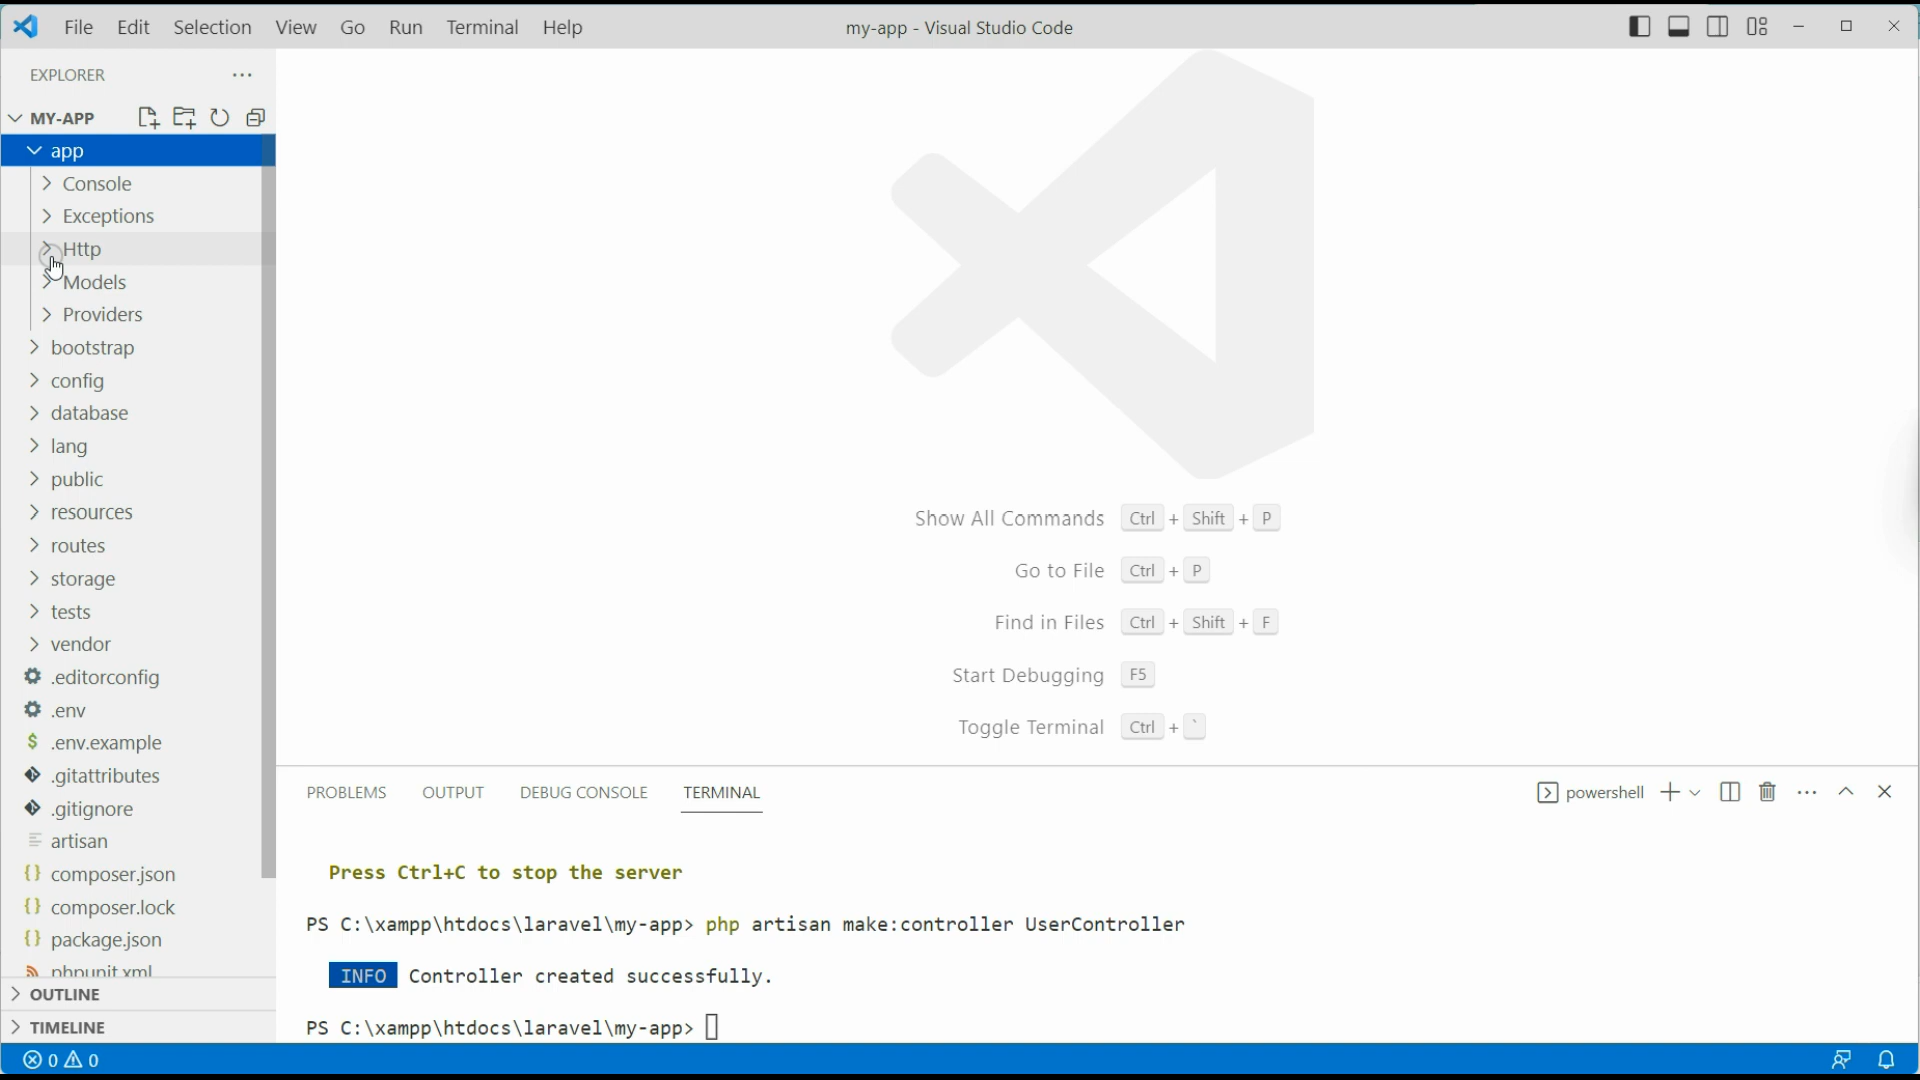 File Edit Selection View Go Run Terminal Help
my-app - Visual Studio Code
EXPLORER
MY-APP
app
Console
Exceptions
Http
Models
Providers
bootstrap
config
database
lang
public
resources
routes
storage
tests
vendor
.editorconfig
.env
.env.example
.gitattributes
.gitignore
artisan
composer.json
composer.lock
package.json
phpunit.xml
OUTLINE
TIMELINE
Show All Commands Ctrl + Shift + P
Go to File Ctrl + P
Find in Files Ctrl + Shift + F
Start Debugging F5
Toggle Terminal Ctrl + `
PROBLEMS OUTPUT DEBUG CONSOLE TERMINAL
powershell
Press Ctrl+C to stop the server
PS C:\xampp\htdocs\laravel\my-app> php artisan make:controller UserController
INFO Controller created successfully.
PS C:\xampp\htdocs\laravel\my-app>
0 0